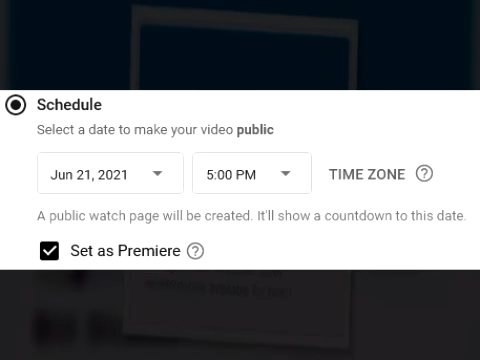 Schedule
Select a date to make your video public
Jun 21, 2021 5:00 PM TIME ZONE
A public watch page will be created. It'll show a countdown to this date.
Set as Premiere